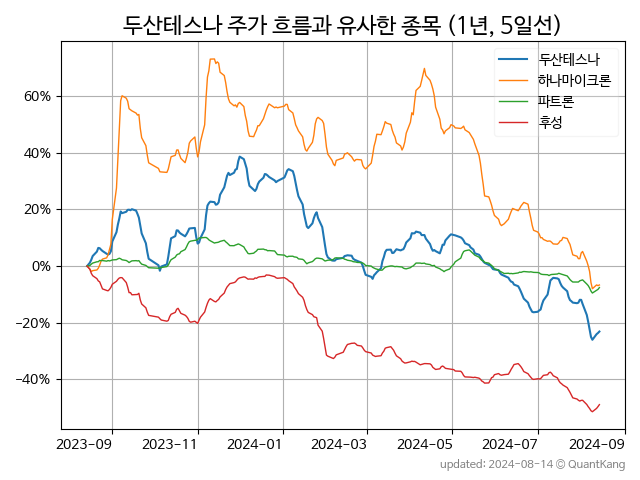 두산테스나 주가 흐름과 유사한 종목 (1년, 5일선)
두산테스나
하나마이크론
파트론
후성
60%
40%
20%
0%
−20%
−40%
2023-09 2023-11 2024-01 2024-03 2024-05 2024-07 2024-09
updated: 2024-08-14 © QuantKang